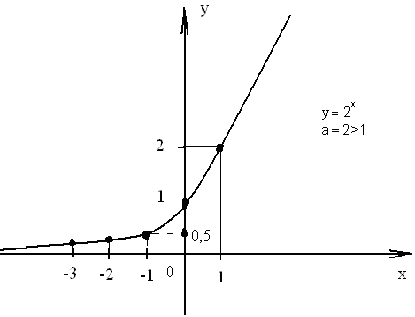 y
y = 2^x
a = 2>1
2
1
0,5
-3 -2 -1 0 1 x